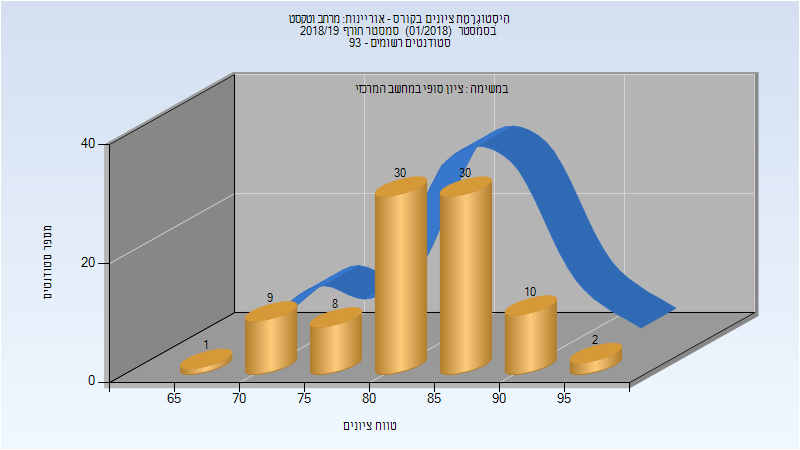 היסטוגרמת ציונים בקורס - אוריינות: מרחב וטקסט
בסמסטר (01/2018) סמסטר חורף 2018/19
סטודנטים רשומים - 93
במשימה : ציון סופי במחשב המרכזי
40
20
0
מספר סטודנטים
1
9
8
30
30
10
2
65
70
75
80
85
90
95
טווח ציונים